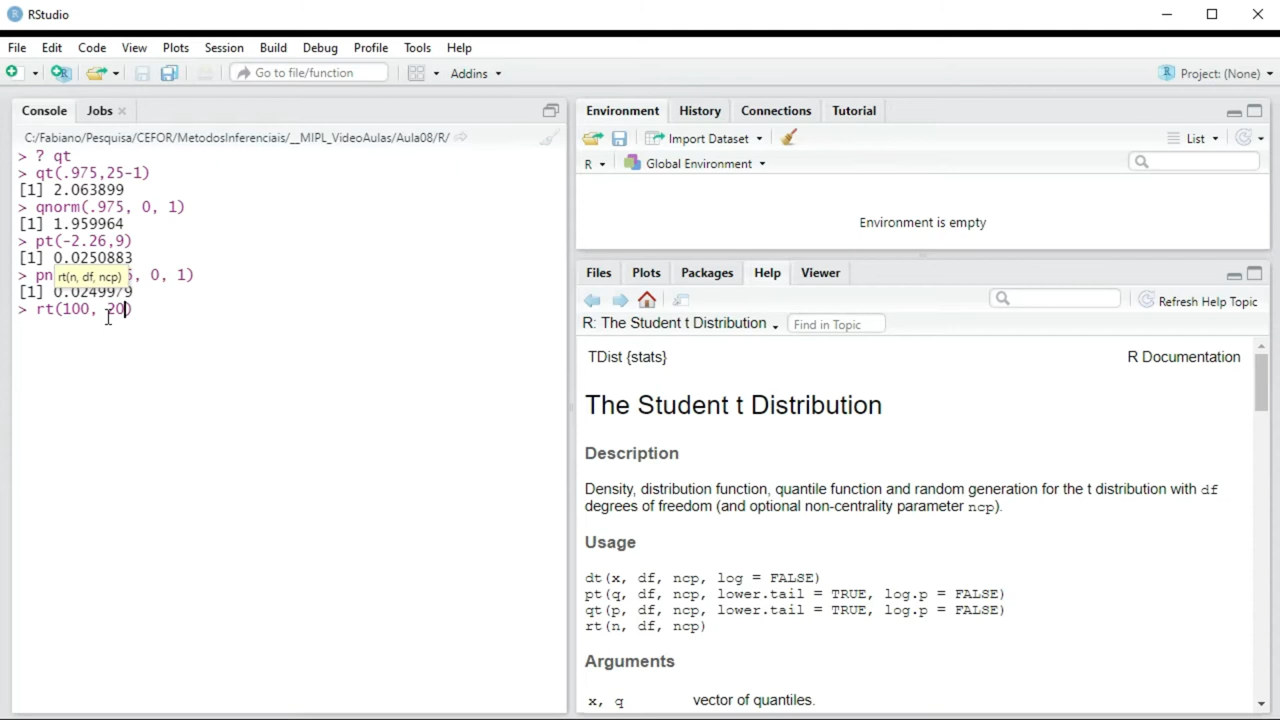 RStudio
File Edit Code View Plots Session Build Debug Profile Tools Help
Go to file/function Addins Project: (None)
Console Jobs
C:/Fabiano/Pesquisa/CEFOR/MetodosInferenciais/__MIPL_VideoAulas/Aula08/R/
> ? qt
> qt(.975,25-1)
[1] 2.063899
> qnorm(.975, 0, 1)
[1] 1.959964
> pt(-2.26,9)
[1] 0.0250883
> pn 6, 0, 1)
rt(n, df, ncp)
[1] 0.0249979
> rt(100, 20)
Environment History Connections Tutorial
Import Dataset List
R Global Environment
Environment is empty
Files Plots Packages Help Viewer
Refresh Help Topic
R: The Student t Distribution Find in Topic
TDist {stats} R Documentation
The Student t Distribution
Description
Density, distribution function, quantile function and random generation for the t distribution with df
degrees of freedom (and optional non-centrality parameter ncp).
Usage
dt(x, df, ncp, log = FALSE)
pt(q, df, ncp, lower.tail = TRUE, log.p = FALSE)
qt(p, df, ncp, lower.tail = TRUE, log.p = FALSE)
rt(n, df, ncp)
Arguments
x, q vector of quantiles.